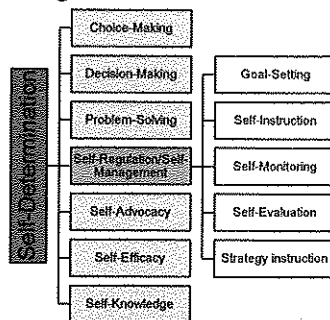 Self-Determination
Choice-Making
Decision-Making
Problem-Solving
Self-Regulation/Self-
Management
Self-Advocacy
Self-Efficacy
Self-Knowledge
Goal-Setting
Self-Instruction
Self-Monitoring
Self-Evaluation
Strategy instruction